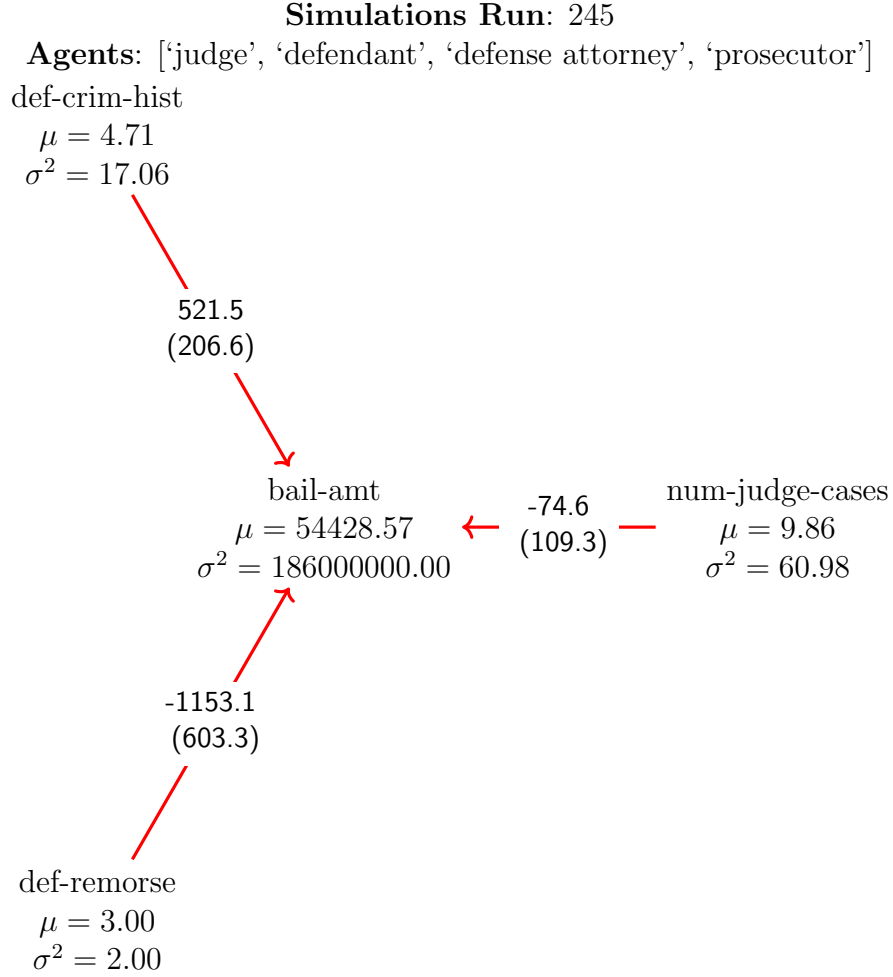 Simulations Run: 245
Agents: [‘judge’, ‘defendant’, ‘defense attorney’, ‘prosecutor’]
def-crim-hist
μ = 4.71
σ² = 17.06
521.5
(206.6)
bail-amt
μ = 54428.57
σ² = 186000000.00
-74.6
(109.3)
num-judge-cases
μ = 9.86
σ² = 60.98
-1153.1
(603.3)
def-remorse
μ = 3.00
σ² = 2.00